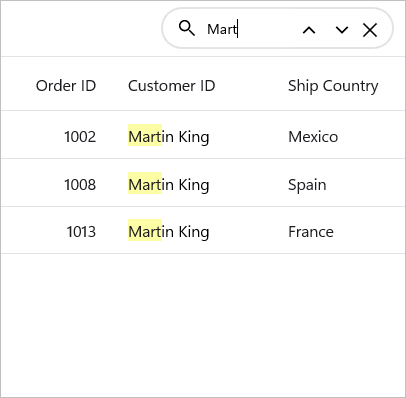 Mart
Order ID Customer ID Ship Country
1002 Martin King Mexico
1008 Martin King Spain
1013 Martin King France